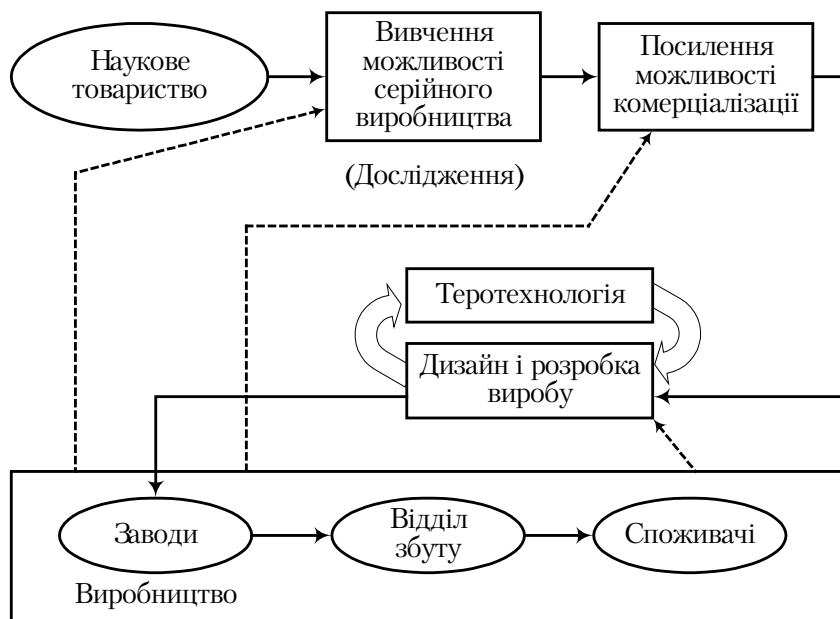 Наукове
товариство
Вивчення
можливості
серійного
виробництва
Посилення
можливості
комерціалізації
(Дослідження)
Теротехнологія
Дизайн і розробка
виробу
Заводи
Відділ
збуту
Споживачі
Виробництво